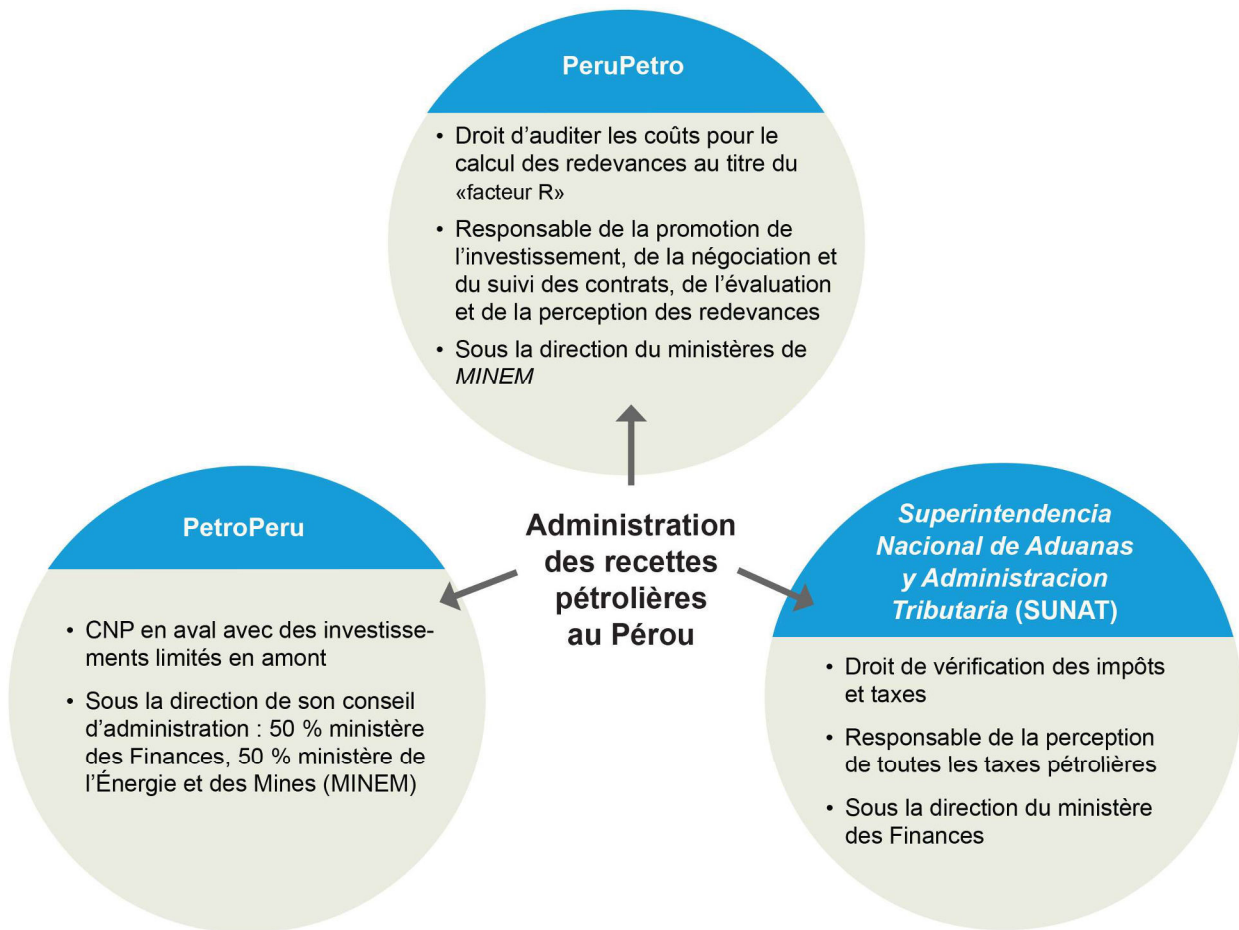 PeruPetro
• Droit d’auditer les coûts pour le
calcul des redevances au titre du
«facteur R»
• Responsable de la promotion de
l’investissement, de la négociation et
du suivi des contrats, de l’évaluation
et de la perception des redevances
• Sous la direction du ministères de
MINEM
Administration
des recettes
pétrolières
au Pérou
PetroPeru
• CNP en aval avec des investisse-
ments limités en amont
• Sous la direction de son conseil
d’administration : 50 % ministère
des Finances, 50 % ministère de
l’Énergie et des Mines (MINEM)
Superintendencia
Nacional de Aduanas
y Administracion
Tributaria (SUNAT)
• Droit de vérification des impôts
et taxes
• Responsable de la perception
de toutes les taxes pétrolières
• Sous la direction du ministère
des Finances